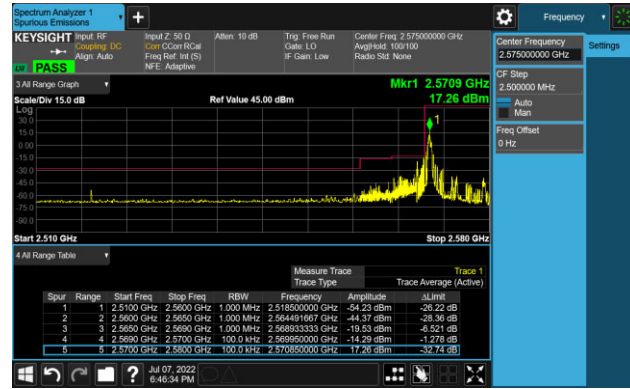 Spectrum Analyzer 1
Spurious Emissions
Frequency
KEYSIGHT
Input: RF
Coupling: DC
Align: Auto
Input Z: 50 Ω
Corr CCorr RCal
Freq Ref: Int (S)
NFE: Adaptive
Atten: 10 dB
Trig: Free Run
Gate: LO
IF Gain: Low
Center Freq: 2.575000000 GHz
Avg|Hold: 100/100
Radio Std: None
PASS
Center Frequency
2.575000000 GHz
Settings
CF Step
2.500000 MHz
Auto
Man
Freq Offset
0 Hz
3 All Range Graph
Mkr1 2.5709 GHz
Scale/Div 15.0 dB
Ref Value 45.00 dBm
17.26 dBm
Log
30.0
15.0
0.00
-15.0
-30.0
-45.0
-60.0
-75.0
-90.0
1
Start 2.510 GHz
Stop 2.580 GHz
4 All Range Table
Measure Trace Trace 1
Trace Type Trace Average (Active)
Spur Range Start Freq Stop Freq RBW Frequency Amplitude ΔLimit
1 1 2.5100 GHz 2.5600 GHz 1.000 MHz 2.518500000 GHz -54.23 dBm -26.22 dB
2 2 2.5600 GHz 2.5650 GHz 1.000 MHz 2.564491667 GHz -44.37 dBm -28.36 dB
3 3 2.5650 GHz 2.5690 GHz 1.000 MHz 2.568933333 GHz -19.53 dBm -6.521 dB
4 4 2.5690 GHz 2.5700 GHz 100.0 kHz 2.569950000 GHz -14.29 dBm -1.278 dB
5 5 2.5700 GHz 2.5800 GHz 100.0 kHz 2.570850000 GHz 17.26 dBm -32.74 dB
Jul 07, 2022
6:46:34 PM